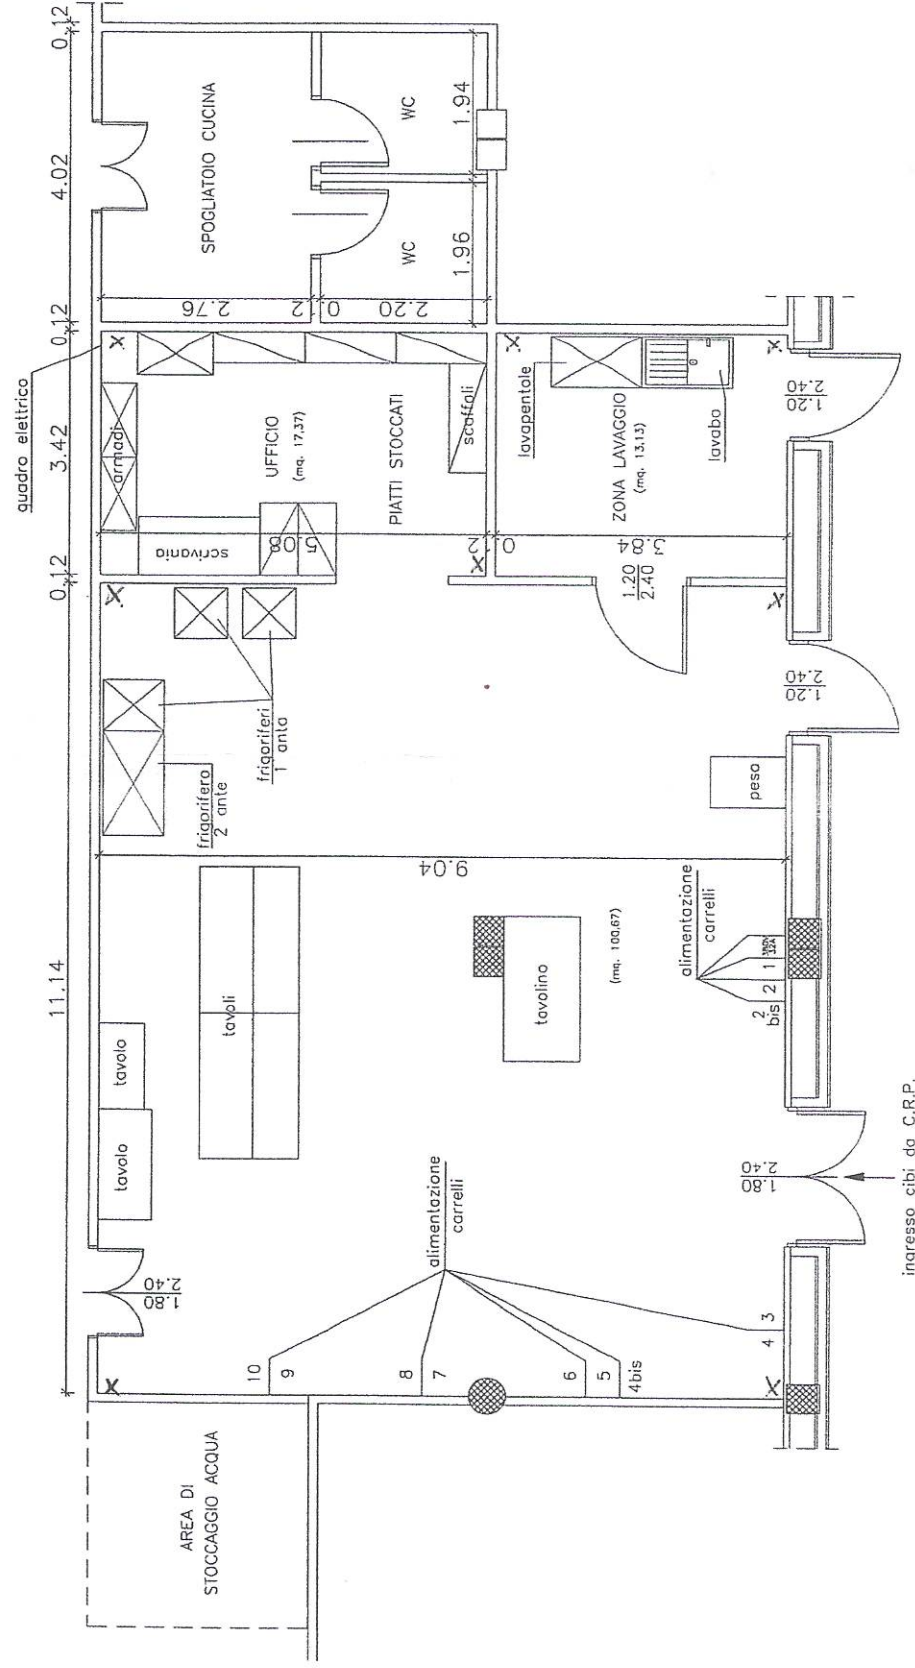 0.12
4.02
0.12
3.42
0.12
11.14
quadro elettrico
SPOGLIATOIO CUCINA
WC
WC
1.94
1.96
2.76
0.12
2.20
armadi
scrivania
UFFICIO
(mq. 17,37)
PIATTI STOCCATI
scaffali
5.08
0.12
lavapentole
ZONA LAVAGGIO
(mq. 13,13)
lavabo
3.84
1.20
2.40
1.20
2.40
1.20
2.40
frigoriferi
1 anta
frigorifero
2 ante
peso
9.04
tavoli
tavolo
tavolo
tavolino
(mq. 100,67)
alimentazione
carrelli
1
2
2
bis
alimentazione
carrelli
10
9
8
7
6
5
4bis
4
3
1.80
2.40
1.80
2.40
ingresso cibi da C.R.P.
AREA DI
STOCCAGGIO ACQUA